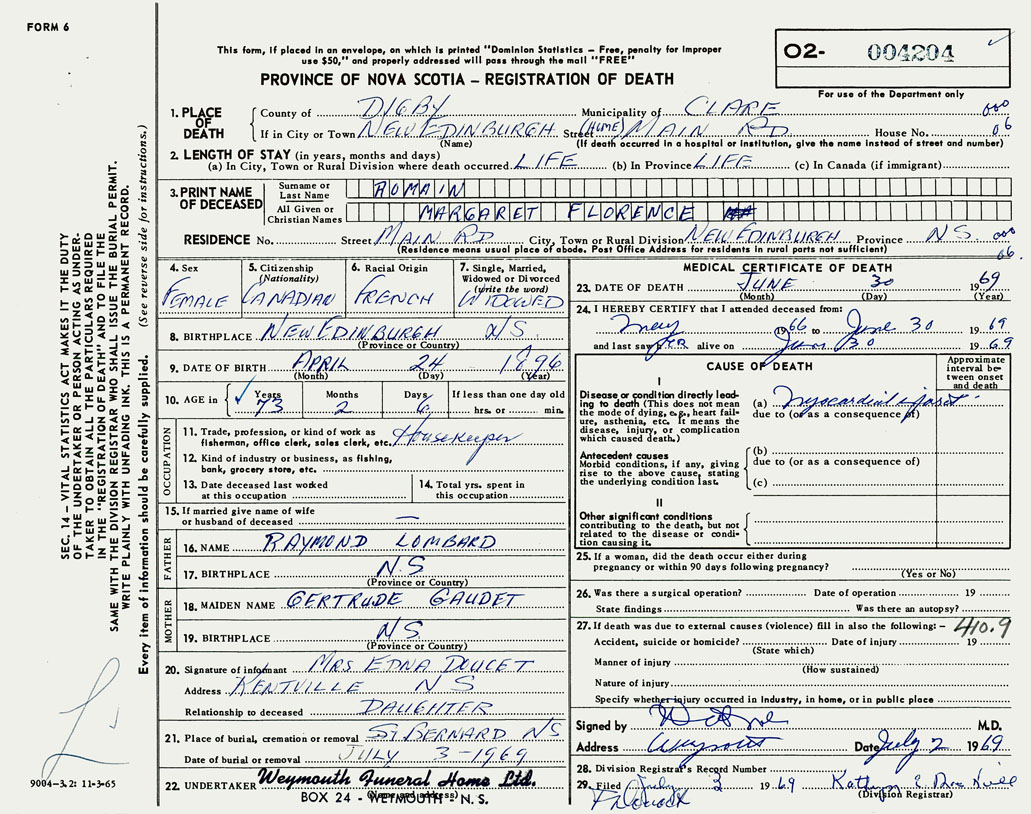 FORM 6
This form, if placed in an envelope, on which is printed "Dominion Statistics – Free, penalty for improper
use $50," and properly addressed will pass through the mail "FREE"
PROVINCE OF NOVA SCOTIA – REGISTRATION OF DEATH
O2- 004204
For use of the Department only
1. PLACE OF DEATH
County of DIGBY Municipality of CLARE
If in City or Town NEW EDINBURGH Street (HOME) MAIN RD House No. 06
(Name) (If death occurred in a hospital or institution, give the name instead of street and number)
2. LENGTH OF STAY (in years, months and days)
(a) In City, Town or Rural Division where death occurred LIFE (b) In Province LIFE (c) In Canada (if immigrant)
3. PRINT NAME OF DECEASED
Surname or Last Name ROMAIN
All Given or Christian Names MARGARET FLORENCE
RESIDENCE No. Street MAIN RD City, Town or Rural Division NEW EDINBURGH Province N.S.
(Residence means usual place of abode. Post Office Address for residents in rural parts not sufficient)
06.
4. Sex FEMALE
5. Citizenship (Nationality) CANADIAN
6. Racial Origin FRENCH
7. Single, Married, Widowed or Divorced (write the word) WIDOWED
8. BIRTHPLACE NEW EDINBURGH N.S.
(Province or Country)
9. DATE OF BIRTH APRIL 24 1896
(Month) (Day) (Year)
10. AGE in Years 73 Months 2 Days 6 If less than one day old hrs. or min.
OCCUPATION
11. Trade, profession, or kind of work as fisherman, office clerk, sales clerk, etc. Housekeeper
12. Kind of industry or business, as fishing, bank, grocery store, etc.
13. Date deceased last worked at this occupation
14. Total yrs. spent in this occupation
15. If married give name of wife or husband of deceased —
FATHER
16. NAME RAYMOND LOMBARD
17. BIRTHPLACE N.S
(Province or Country)
MOTHER
18. MAIDEN NAME GERTRUDE GAUDET
19. BIRTHPLACE NS
(Province or Country)
20. Signature of informant MRS EDNA DOUCET
Address KENTVILLE N S
Relationship to deceased DAUGHTER
21. Place of burial, cremation or removal ST. BERNARD NS
Date of burial or removal JULY 3-1969
22. UNDERTAKER Weymouth Funeral Home Ltd.
(Name and address)
BOX 24 - WEYMOUTH - N. S.
MEDICAL CERTIFICATE OF DEATH
23. DATE OF DEATH JUNE 30 1969
(Month) (Day) (Year)
24. I HEREBY CERTIFY that I attended deceased from:
May 1966 to June 30 1969
and last saw her alive on June 30 1969
CAUSE OF DEATH
Approximate interval between onset and death
I
Disease or condition directly leading to death (This does not mean the mode of dying, e.g., heart failure, asthenia, etc. It means the disease, injury, or complication which caused death.)
(a) Myocardial infarct
due to (or as a consequence of)
Antecedent causes
Morbid conditions, if any, giving rise to the above cause, stating the underlying condition last.
(b)
due to (or as a consequence of)
(c)
II
Other significant conditions
contributing to the death, but not related to the disease or condition causing it.
25. If a woman, did the death occur either during
pregnancy or within 90 days following pregnancy?
(Yes or No)
26. Was there a surgical operation? Date of operation 19
State findings Was there an autopsy?
27. If death was due to external causes (violence) fill in also the following: – 410.9
Accident, suicide or homicide? Date of injury 19
(State which)
Manner of injury
(How sustained)
Nature of injury
Specify whether injury occurred in Industry, in home, or in public place
Signed by M.D.
Address Weymouth Date July 2 1969
28. Division Registrar's Record Number
29. Filed July 3 1969 Kathryn
(Division Registrar)
SEC. 14 – VITAL STATISTICS ACT MAKES IT THE DUTY
OF THE UNDERTAKER OR PERSON ACTING AS UNDER-
TAKER TO OBTAIN ALL THE PARTICULARS REQUIRED
IN THE "REGISTRATION OF DEATH" AND TO FILE THE
SAME WITH THE DIVISION REGISTRAR WHO SHALL ISSUE THE BURIAL PERMIT.
WRITE PLAINLY WITH UNFADING INK. THIS IS A PERMANENT RECORD.
Every item of information should be carefully supplied. (See reverse side for instructions.)
9004–3.2: 11-3-65